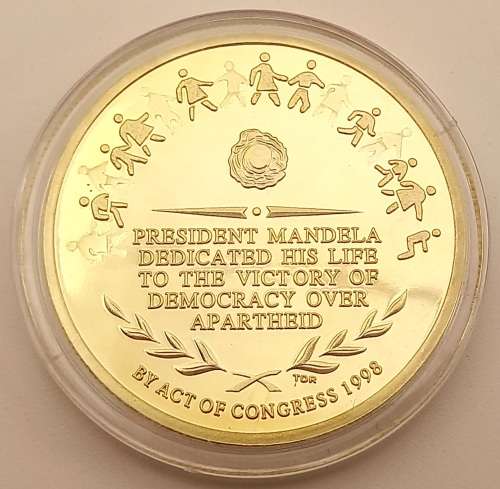 PRESIDENT MANDELA
DEDICATED HIS LIFE
TO THE VICTORY OF
DEMOCRACY OVER
APARTHEID
TDR
BY ACT OF CONGRESS 1998